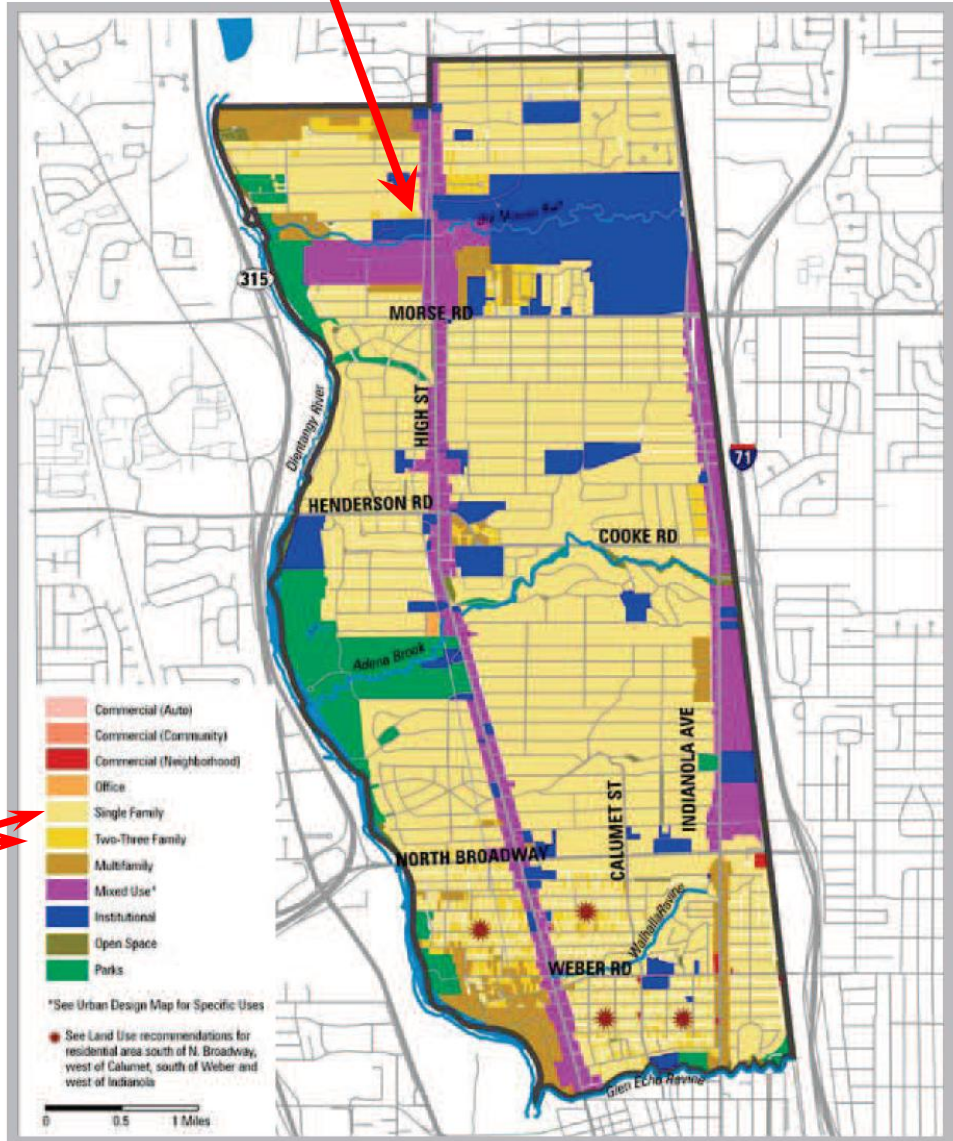 315
MORSE RD
HIGH ST
Olentangy River
71
HENDERSON RD
COOKE RD
Adena Brook
INDIANOLA AVE
CALUMET ST
NORTH BROADWAY
Walhalla Ravine
WEBER RD
Glen Echo Ravine
Commercial (Auto)
Commercial (Community)
Commercial (Neighborhood)
Office
Single Family
Two-Three Family
Multifamily
Mixed Use*
Institutional
Open Space
Parks
*See Urban Design Map for Specific Uses
See Land Use recommendations for
residential area south of N. Broadway,
west of Calumet, south of Weber and
west of Indianola
0 0.5 1 Miles